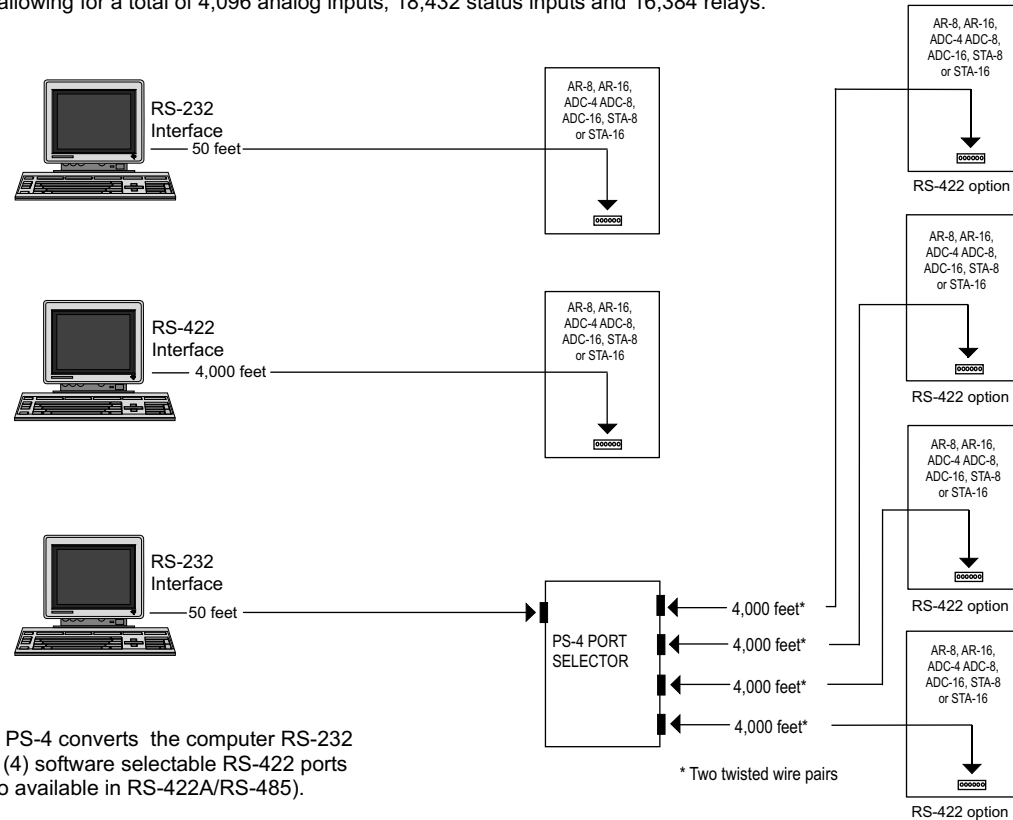 allowing for a total of 4,096 analog inputs, 18,432 status inputs and 16,384 relays.
RS-232
Interface
50 feet
AR-8, AR-16,
ADC-4 ADC-8,
ADC-16, STA-8
or STA-16
RS-422
Interface
4,000 feet
AR-8, AR-16,
ADC-4 ADC-8,
ADC-16, STA-8
or STA-16
RS-232
Interface
50 feet
PS-4 PORT
SELECTOR
4,000 feet*
4,000 feet*
4,000 feet*
4,000 feet*
* Two twisted wire pairs
AR-8, AR-16,
ADC-4 ADC-8,
ADC-16, STA-8
or STA-16
RS-422 option
AR-8, AR-16,
ADC-4 ADC-8,
ADC-16, STA-8
or STA-16
RS-422 option
AR-8, AR-16,
ADC-4 ADC-8,
ADC-16, STA-8
or STA-16
RS-422 option
AR-8, AR-16,
ADC-4 ADC-8,
ADC-16, STA-8
or STA-16
RS-422 option
PS-4 converts the computer RS-232
(4) software selectable RS-422 ports
available in RS-422A/RS-485).